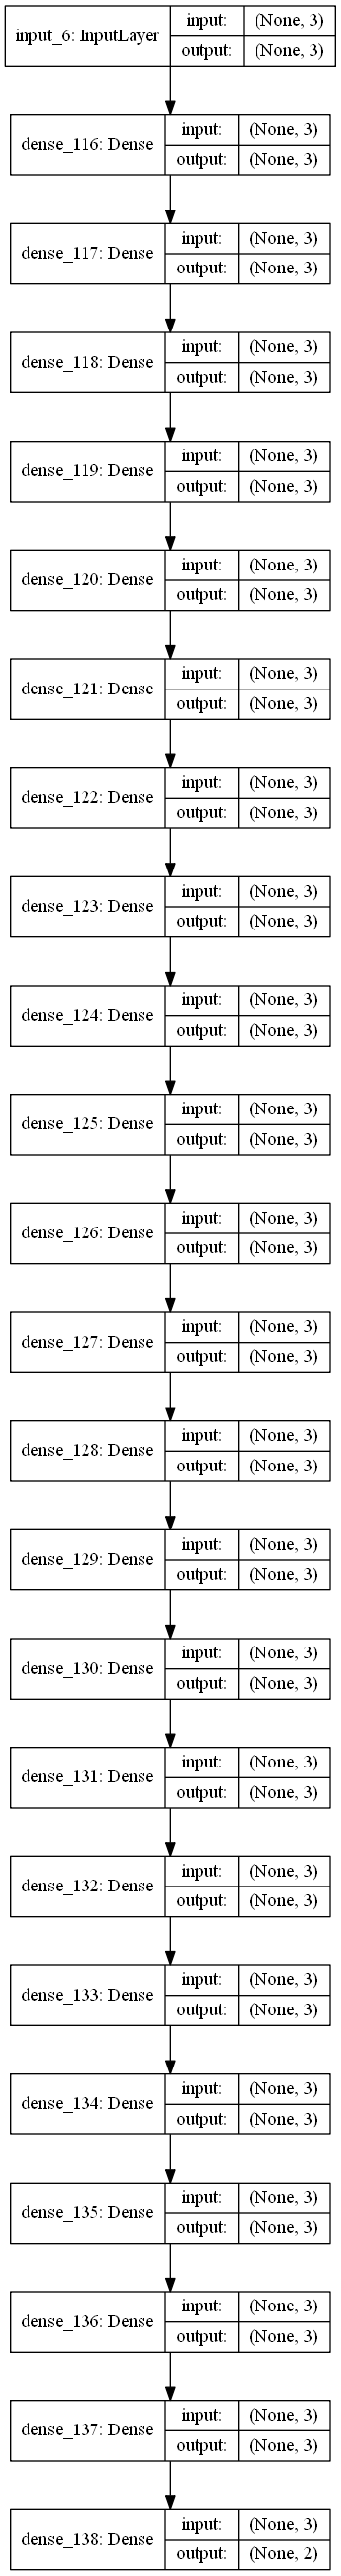 input_6: InputLayer input: (None, 3)
output: (None, 3)
dense_116: Dense input: (None, 3)
output: (None, 3)
dense_117: Dense input: (None, 3)
output: (None, 3)
dense_118: Dense input: (None, 3)
output: (None, 3)
dense_119: Dense input: (None, 3)
output: (None, 3)
dense_120: Dense input: (None, 3)
output: (None, 3)
dense_121: Dense input: (None, 3)
output: (None, 3)
dense_122: Dense input: (None, 3)
output: (None, 3)
dense_123: Dense input: (None, 3)
output: (None, 3)
dense_124: Dense input: (None, 3)
output: (None, 3)
dense_125: Dense input: (None, 3)
output: (None, 3)
dense_126: Dense input: (None, 3)
output: (None, 3)
dense_127: Dense input: (None, 3)
output: (None, 3)
dense_128: Dense input: (None, 3)
output: (None, 3)
dense_129: Dense input: (None, 3)
output: (None, 3)
dense_130: Dense input: (None, 3)
output: (None, 3)
dense_131: Dense input: (None, 3)
output: (None, 3)
dense_132: Dense input: (None, 3)
output: (None, 3)
dense_133: Dense input: (None, 3)
output: (None, 3)
dense_134: Dense input: (None, 3)
output: (None, 3)
dense_135: Dense input: (None, 3)
output: (None, 3)
dense_136: Dense input: (None, 3)
output: (None, 3)
dense_137: Dense input: (None, 3)
output: (None, 3)
dense_138: Dense input: (None, 3)
output: (None, 2)